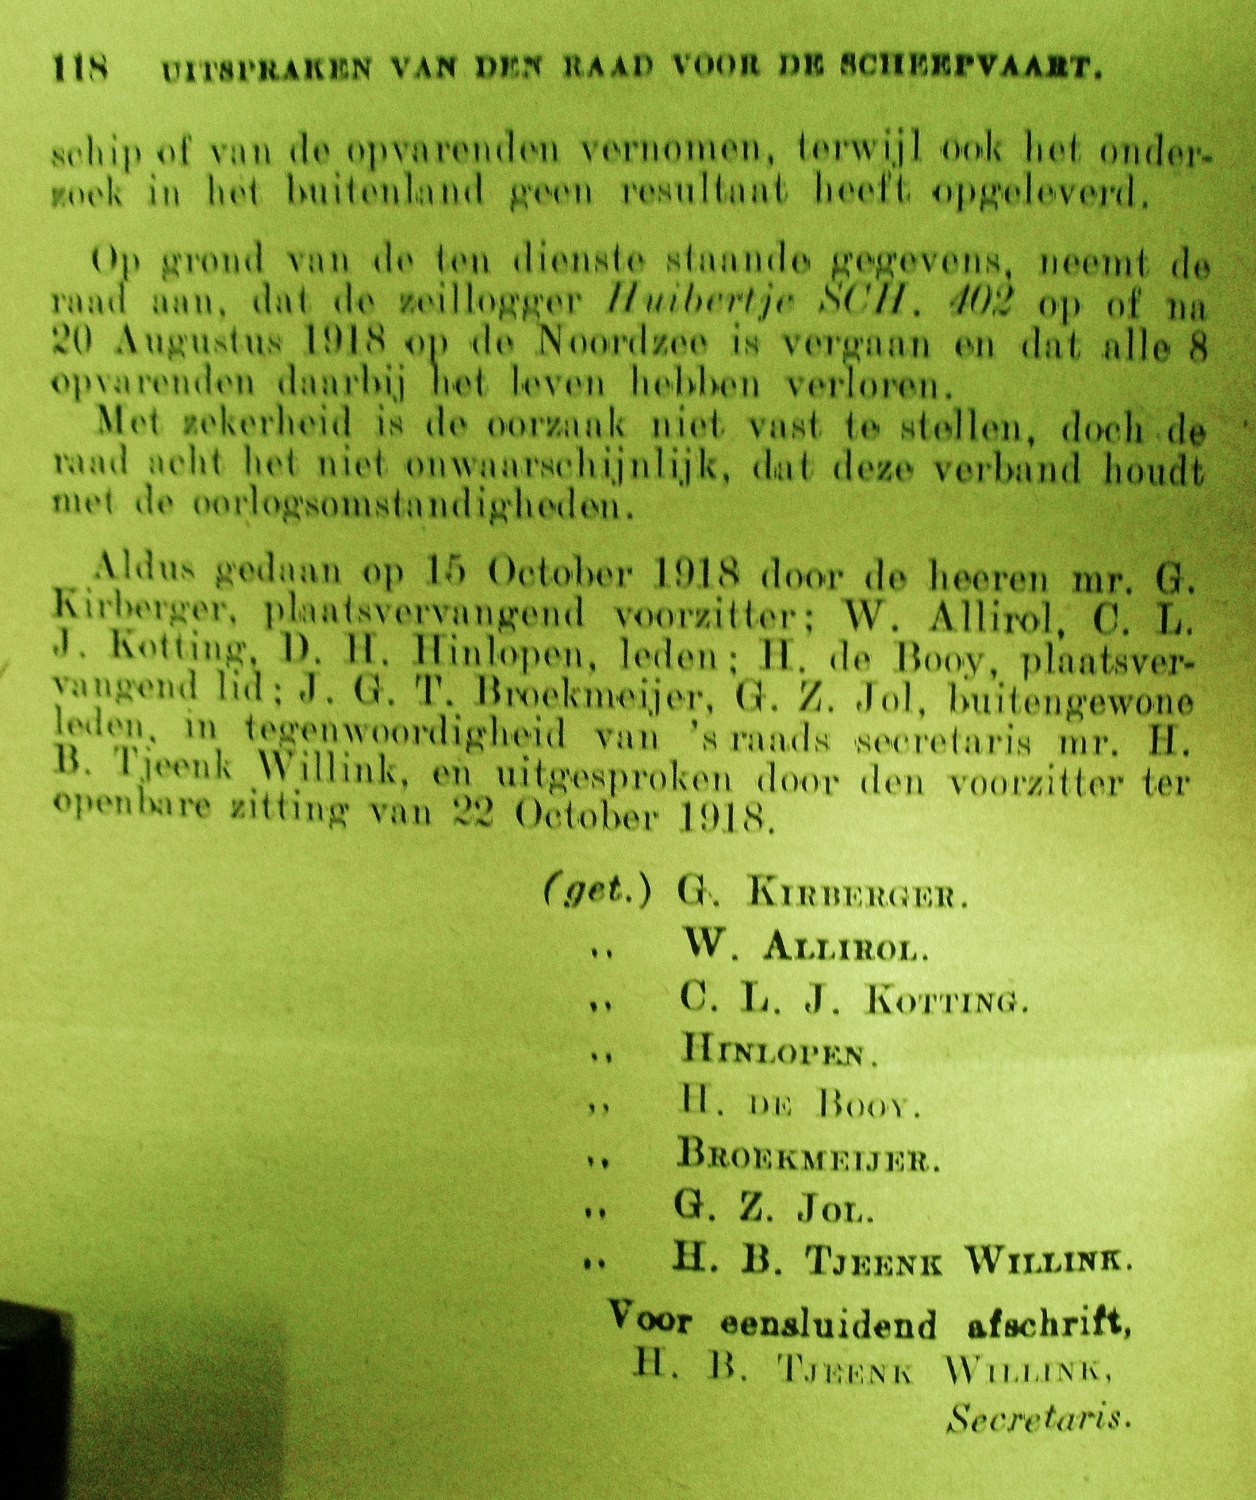 118 UITSPRAKEN VAN DEN RAAD VOOR DE SCHEEPVAART.
schip of van de opvarenden vernomen, terwijl ook het onder-
zoek in het buitenland geen resultaat heeft opgeleverd.
Op grond van de ten dienste staande gegevens, neemt de
raad aan, dat de zeillogger Huibertje SCH. 402 op of na
20 Augustus 1918 op de Noordzee is vergaan en dat alle 8
opvarenden daarbij het leven hebben verloren.
Met zekerheid is de oorzaak niet vast te stellen, doch de
raad acht het niet onwaarschijnlijk, dat deze verband houdt
met de oorlogsomstandigheden.
Aldus gedaan op 15 October 1918 door de heeren mr. G.
Kirberger, plaatsvervangend voorzitter; W. Allirol, C. L.
J. Kotting, D. H. Hinlopen, leden; H. de Booy, plaatsver-
vangend lid; J. G. T. Broekmeijer, G. Z. Jol, buitengewone
leden, in tegenwoordigheid van 's raads secretaris mr. H.
B. Tjeenk Willink, en uitgesproken door den voorzitter ter
openbare zitting van 22 October 1918.
(get.) G. KIRBERGER.
,, W. ALLIROL.
,, C. L. J. KOTTING.
,, HINLOPEN.
,, H. DE BOOY.
,, BROEKMEIJER.
,, G. Z. JOL.
,, H. B. TJEENK WILLINK.
Voor eensluidend afschrift,
H. B. TJEENK WILLINK,
Secretaris.